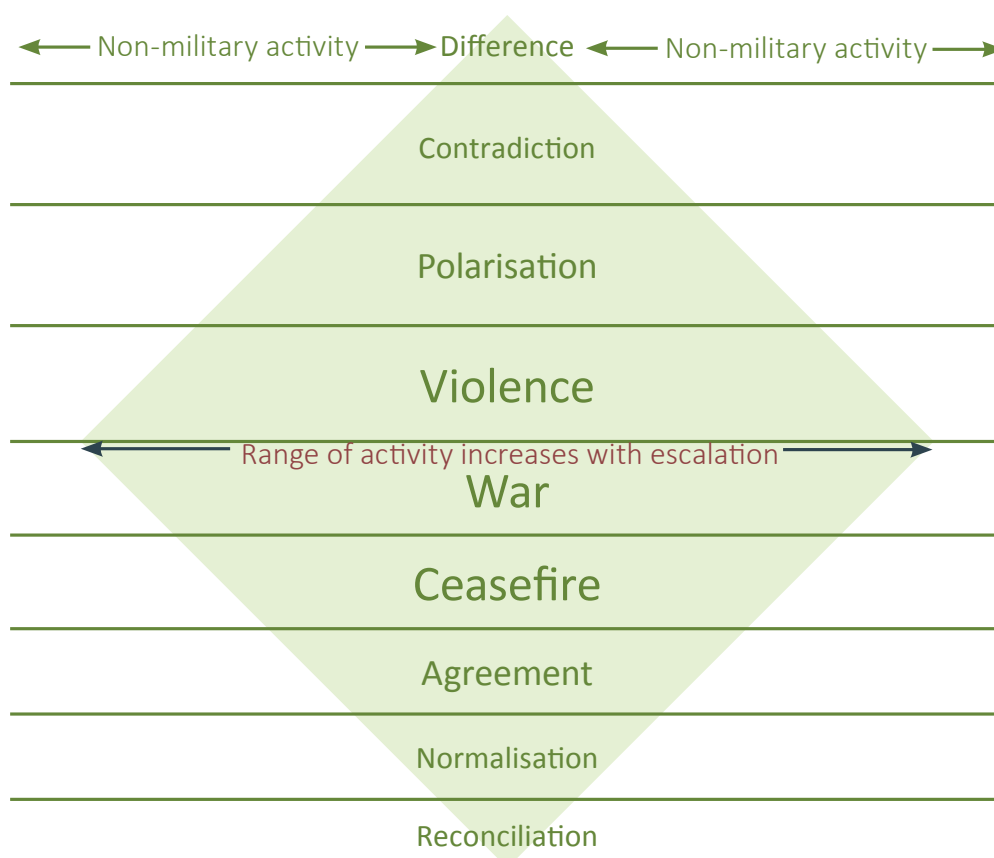 Non-military activity Difference Non-military activity
Contradiction
Polarisation
Violence
Range of activity increases with escalation
War
Ceasefire
Agreement
Normalisation
Reconciliation